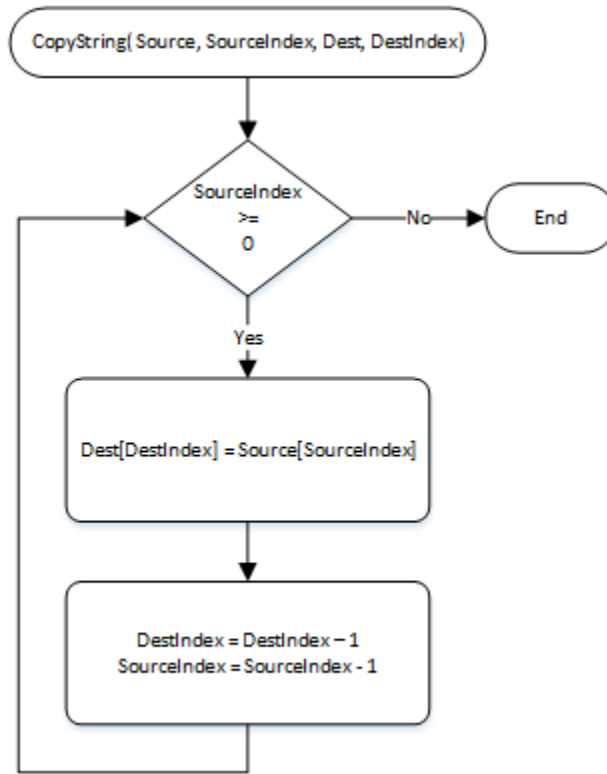 CopyString( Source, SourceIndex, Dest, DestIndex)
SourceIndex
>=
0
No
End
Yes
Dest[DestIndex] = Source[SourceIndex]
DestIndex = DestIndex – 1
SourceIndex = SourceIndex - 1